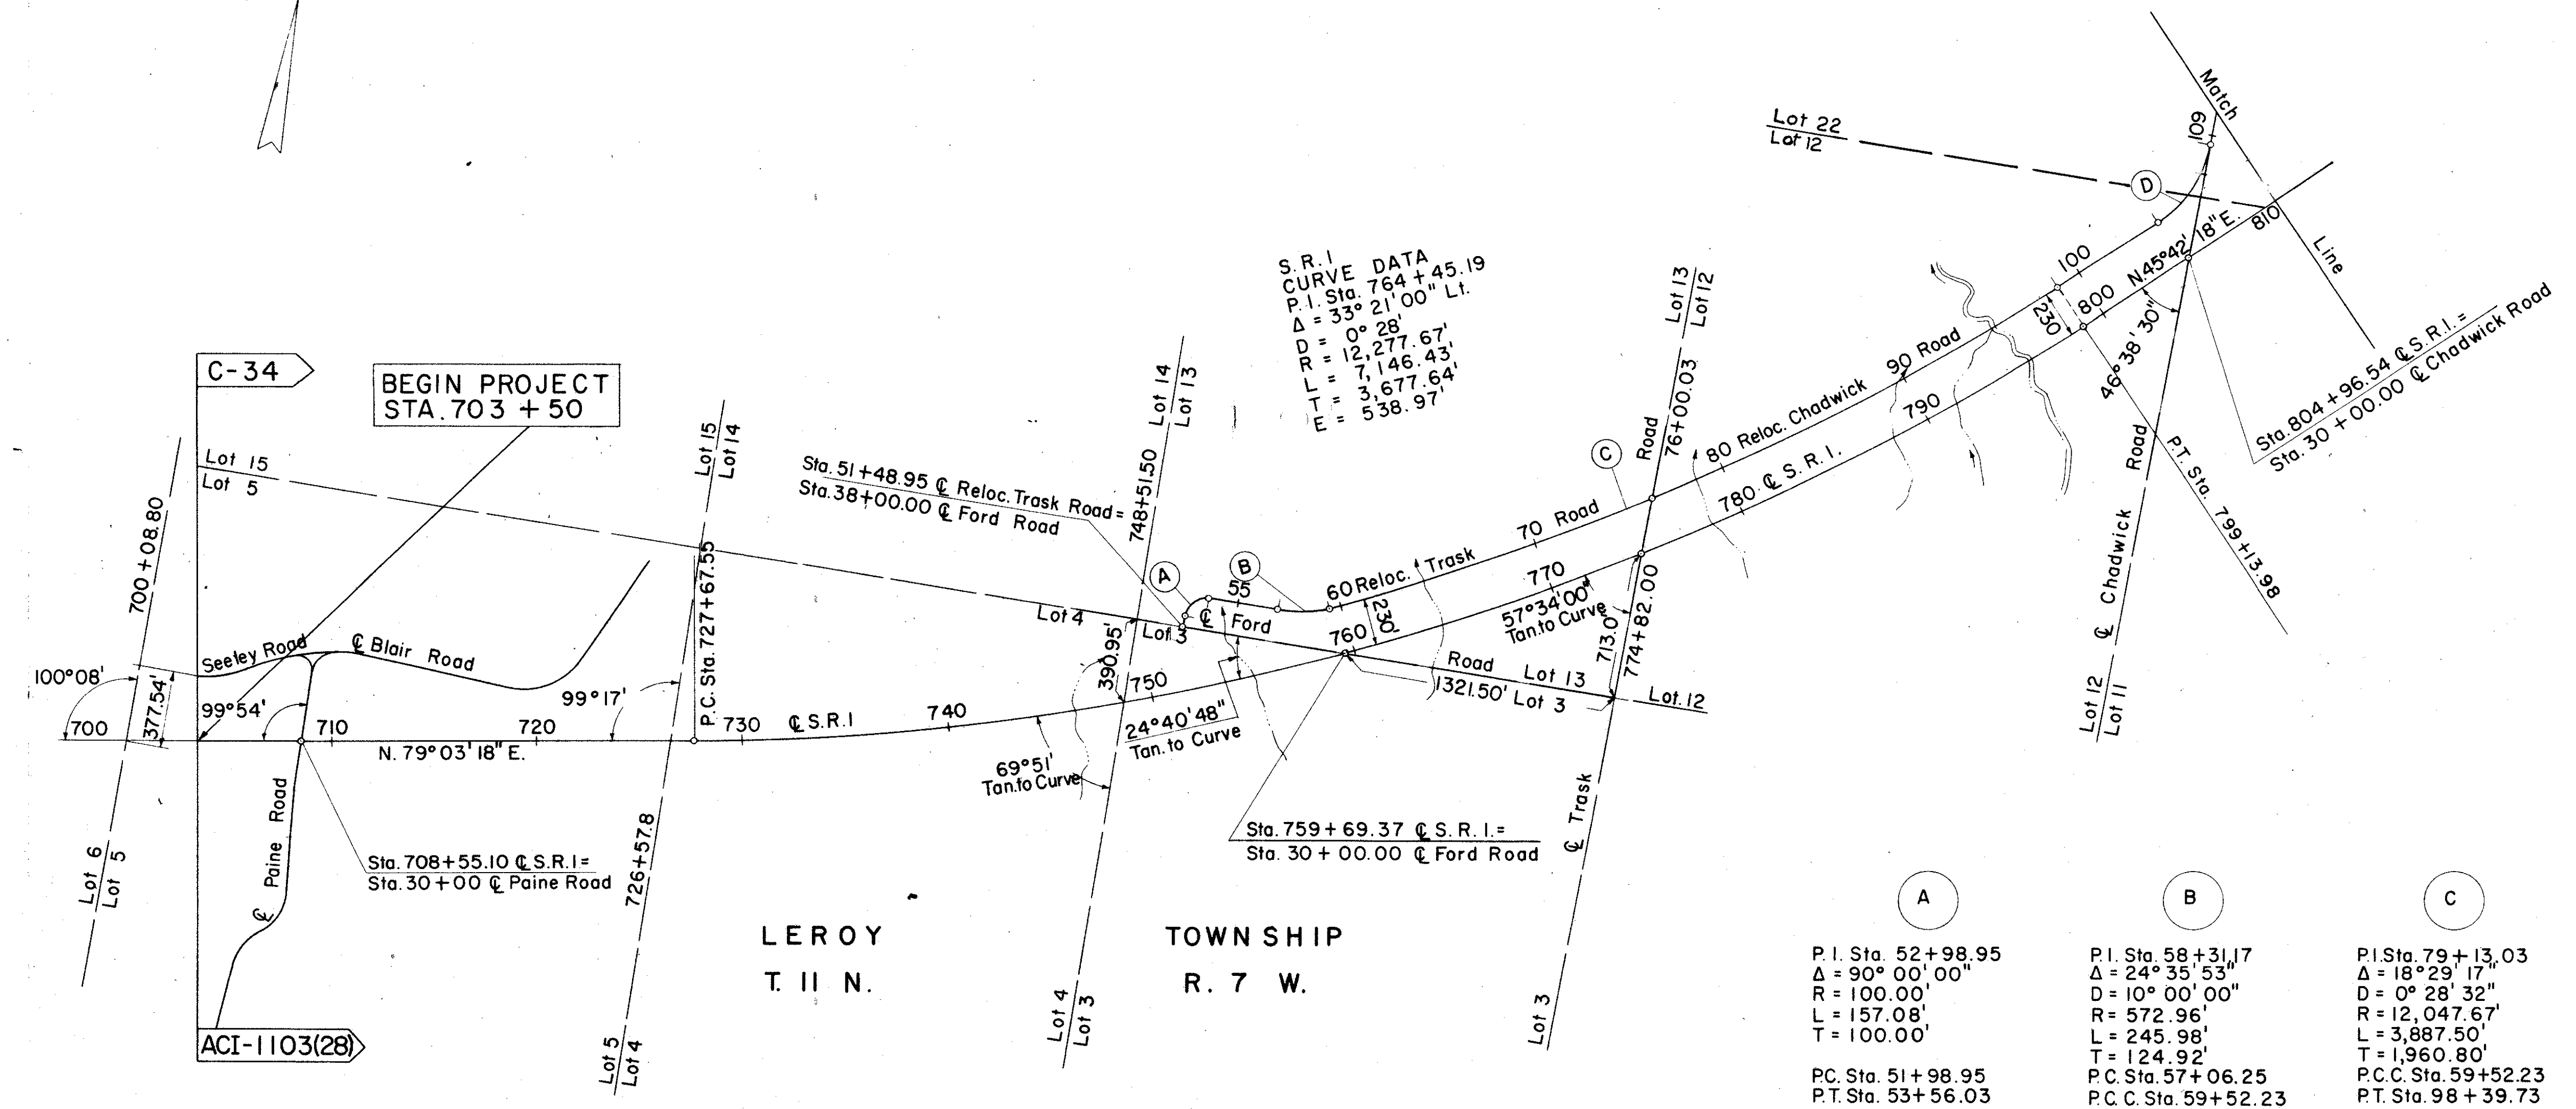 Match
Line
Lot 22
Lot 12
109
D
810
N.45°42' 18"E.
100
800
230
46°38'30"
S.R.I
CURVE DATA
P.I. Sta. 764+45.19
Δ = 33° 21' 00" Lt.
D = 0° 28'
R = 12,277.67'
L = 7,146.43'
T = 3,677.64'
E = 538.97'
Lot 13
Lot 12
Road
76+00.03
C-34
BEGIN PROJECT
STA. 703 + 50
Lot 15
Lot 14
Lot 14
Lot 13
Lot 15
Lot 5
Sta. 51+48.95 ℄ Reloc. Trask Road=
Sta. 38+00.00 ℄ Ford Road
748+51.50
C
80 Reloc. Chadwick 90 Road
780 ℄ S. R. I.
790
Sta. 804+96.54 ℄ S.R.I. =
Sta. 30+00.00 ℄ Chadwick Road
P.T. Sta. 799+13.98
℄ Chadwick Road
Lot 12
Lot 11
700+08.80
P.C. Sta. 727+67.55
A
B
55
60 Reloc. Trask 70 Road
770
230'
760
57°34'00"
Tan. to Curve
713.0'
774+82.00
Lot 4
Lot 3
℄ Ford
Road
Lot 13
1321.50'
Lot 3
Lot 12
Seeley Road
℄ Blair Road
100°08'
377.54'
99°54'
99°17'
390.95'
700
710
720
730
℄ S.R.I
740
750
N. 79°03'18" E.
24°40'48"
Tan. to Curve
69°51'
Tan. to Curve
℄ Paine Road
Sta. 708+55.10 ℄ S.R.I =
Sta. 30+00 ℄ Paine Road
726+57.8
Sta. 759+69.37 ℄ S. R. I. =
Sta. 30+00.00 ℄ Ford Road
℄ Trask
Lot 6
Lot 5
LEROY TOWNSHIP
T. 11 N. R. 7 W.
Lot 5
Lot 4
Lot 4
Lot 3
Lot 3
ACI-1103(28)
A
P. I. Sta. 52+98.95
Δ = 90° 00' 00"
R = 100.00'
L = 157.08'
T = 100.00'
P.C. Sta. 51+98.95
P.T. Sta. 53+56.03
B
P.I. Sta. 58+31.17
Δ = 24° 35' 53"
D = 10° 00' 00"
R = 572.96'
L = 245.98'
T = 124.92'
P.C. Sta. 57+06.25
P.C.C. Sta. 59+52.23
C
P.I. Sta. 79+13.03
Δ = 18° 29' 17"
D = 0° 28' 32"
R = 12,047.67'
L = 3,887.50'
T = 1,960.80'
P.C.C. Sta. 59+52.23
P.T. Sta. 98+39.73